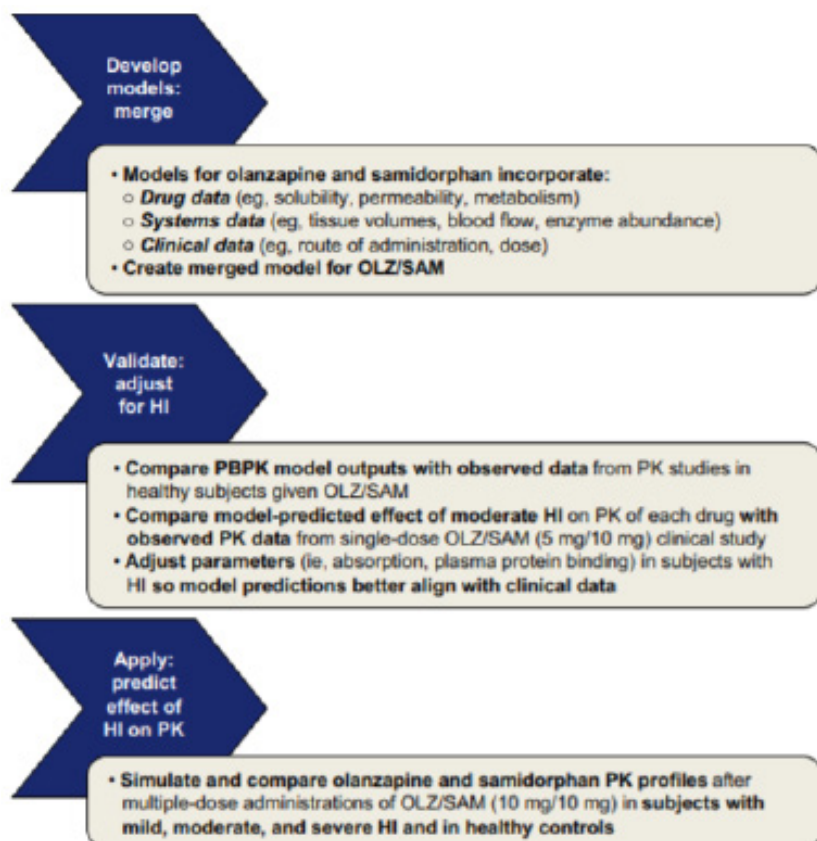 Develop
models:
merge
• Models for olanzapine and samidorphan incorporate:
○ Drug data (eg, solubility, permeability, metabolism)
○ Systems data (eg, tissue volumes, blood flow, enzyme abundance)
○ Clinical data (eg, route of administration, dose)
• Create merged model for OLZ/SAM
Validate:
adjust
for HI
• Compare PBPK model outputs with observed data from PK studies in
healthy subjects given OLZ/SAM
• Compare model-predicted effect of moderate HI on PK of each drug with
observed PK data from single-dose OLZ/SAM (5 mg/10 mg) clinical study
• Adjust parameters (ie, absorption, plasma protein binding) in subjects with
HI so model predictions better align with clinical data
Apply:
predict
effect of
HI on PK
• Simulate and compare olanzapine and samidorphan PK profiles after
multiple-dose administrations of OLZ/SAM (10 mg/10 mg) in subjects with
mild, moderate, and severe HI and in healthy controls